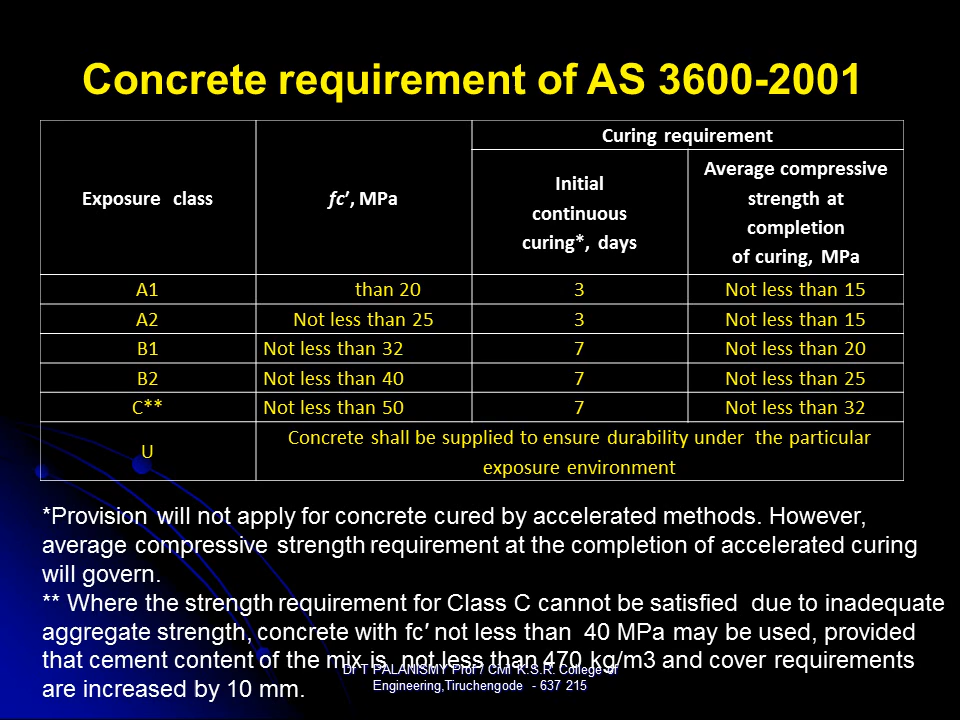 Concrete requirement of AS 3600-2001
Exposure class
fc′, MPa
Curing requirement
Initial
continuous
curing*, days
Average compressive
strength at
completion
of curing, MPa
A1 than 20 3 Not less than 15
A2 Not less than 25 3 Not less than 15
B1 Not less than 32 7 Not less than 20
B2 Not less than 40 7 Not less than 25
C** Not less than 50 7 Not less than 32
U
Concrete shall be supplied to ensure durability under the particular
exposure environment
*Provision will not apply for concrete cured by accelerated methods. However,
average compressive strength requirement at the completion of accelerated curing
will govern.
** Where the strength requirement for Class C cannot be satisfied due to inadequate
aggregate strength, concrete with fc′ not less than 40 MPa may be used, provided
that cement content of the mix is not less than 470 kg/m3 and cover requirements
are increased by 10 mm.
Dr T PALANISMY Prof / Civil K.S.R. College of
Engineering,Tiruchengode - 637 215